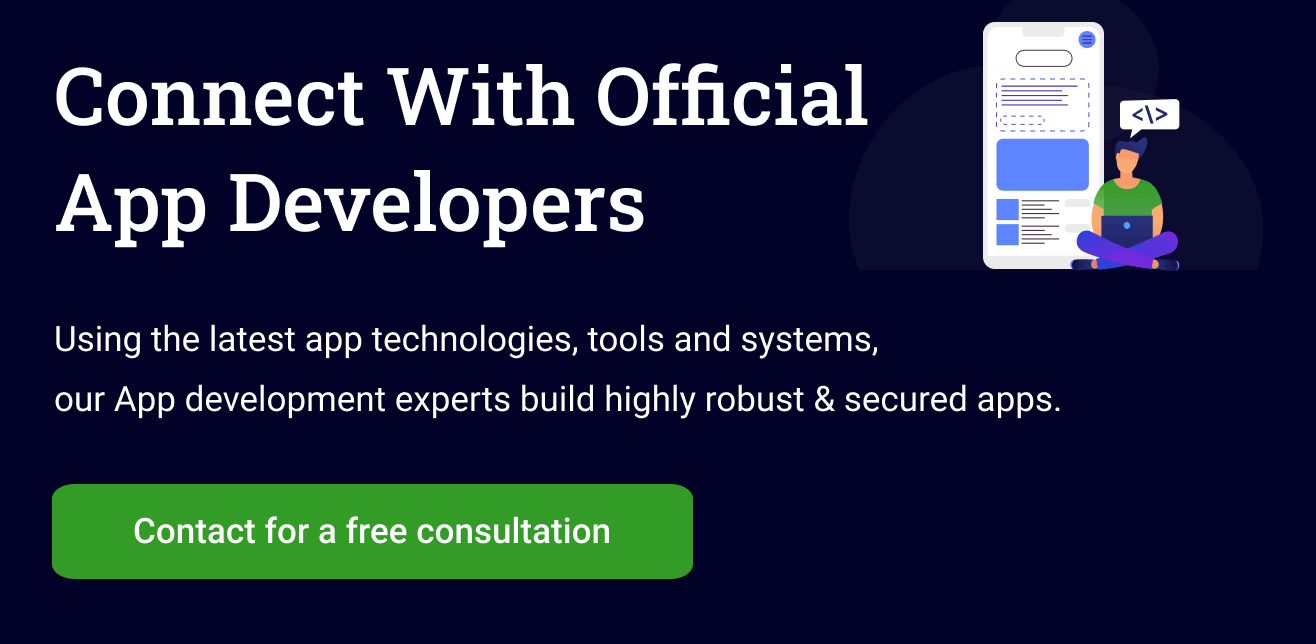 Connect With Official
App Developers
<\>
Using the latest app technologies, tools and systems,
our App development experts build highly robust & secured apps.
Contact for a free consultation